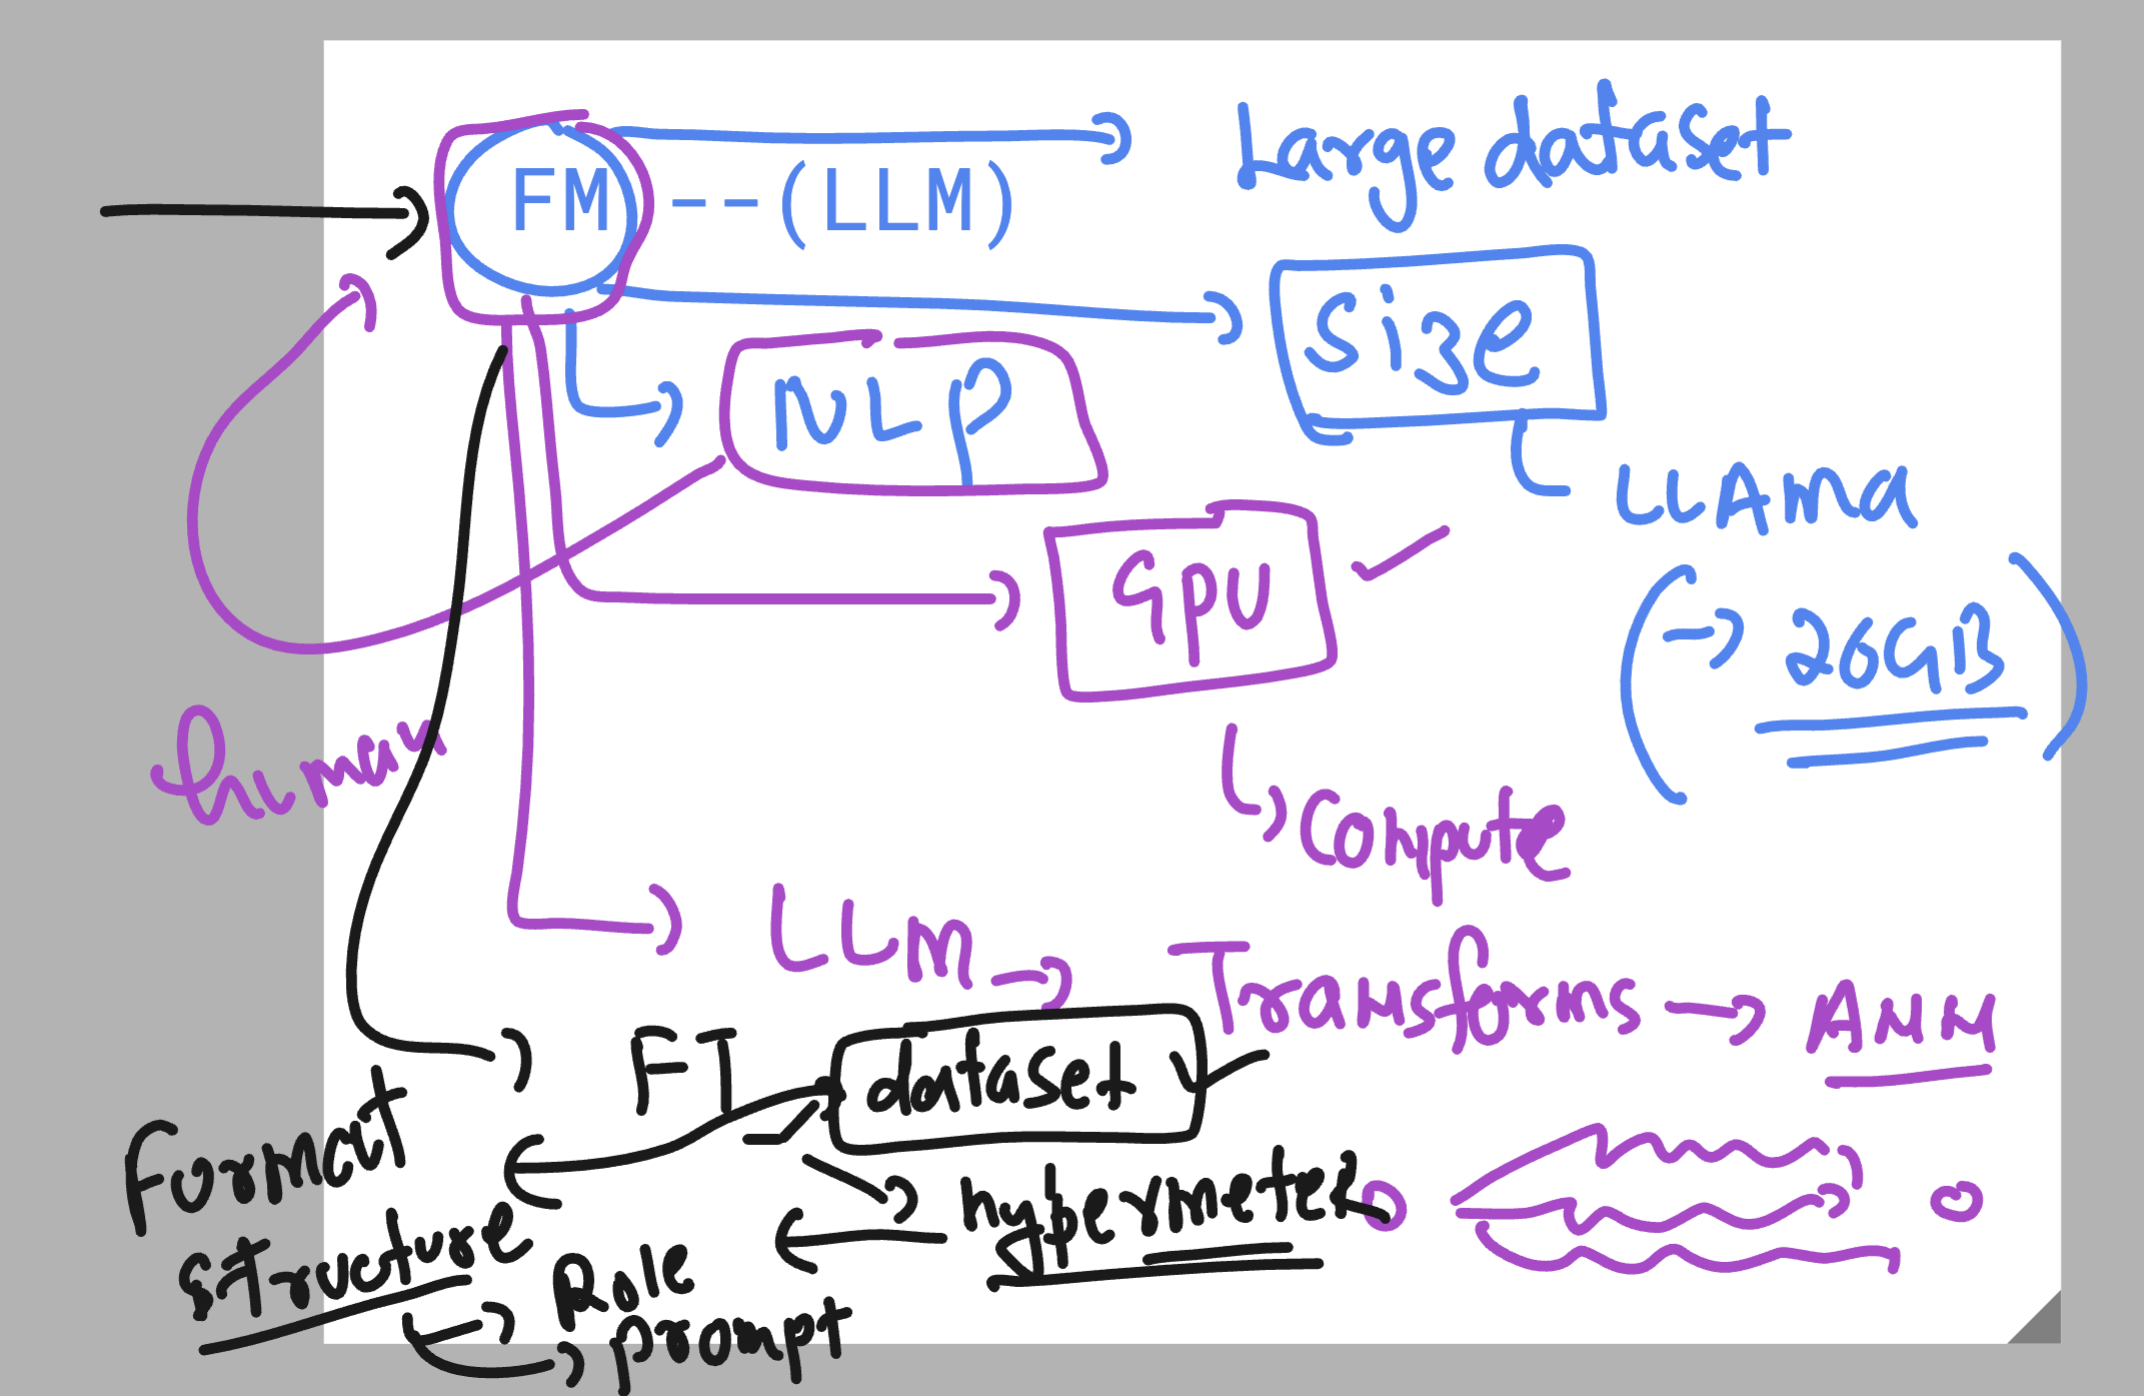 Large dataset
FM --(LLM)
Size
NLP
LLAma
GPU
→ 26GB
human
Compute
LLM → Transforms → ANN
FT dataset
Format
hypermeter
structure
Role
prompt